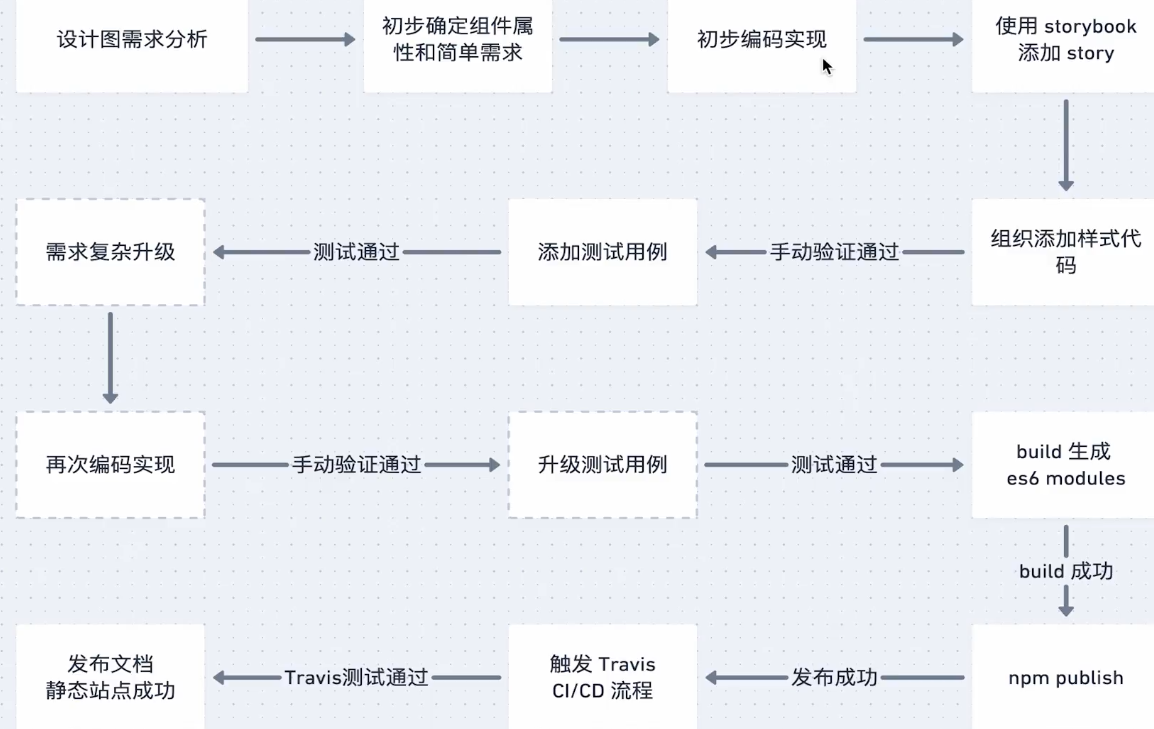 设计图需求分析
初步确定组件属
性和简单需求
初步编码实现
使用 storybook
添加 story
需求复杂升级
测试通过
添加测试用例
手动验证通过
组织添加样式代
码
再次编码实现
手动验证通过
升级测试用例
测试通过
build 生成
es6 modules
build 成功
发布文档
静态站点成功
Travis测试通过
触发 Travis
CI/CD 流程
发布成功
npm publish